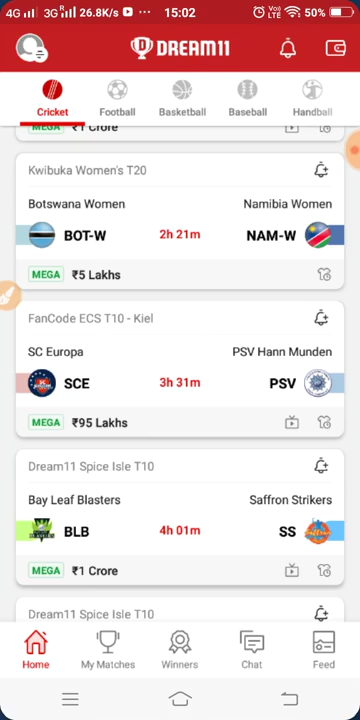 4G 3G R 26.8K/s ··· 15:02 Vo) LTE 50%
DREAM11
Cricket Football Basketball Baseball Handball
MEGA ₹1 Crore
Kwibuka Women's T20
Botswana Women Namibia Women
BOT-W 2h 21m NAM-W
MEGA ₹5 Lakhs
FanCode ECS T10 - Kiel
SC Europa PSV Hann Munden
SCE 3h 31m PSV
MEGA ₹95 Lakhs
Dream11 Spice Isle T10
Bay Leaf Blasters Saffron Strikers
BLB 4h 01m SS
MEGA ₹1 Crore
Dream11 Spice Isle T10
Home My Matches Winners Chat Feed